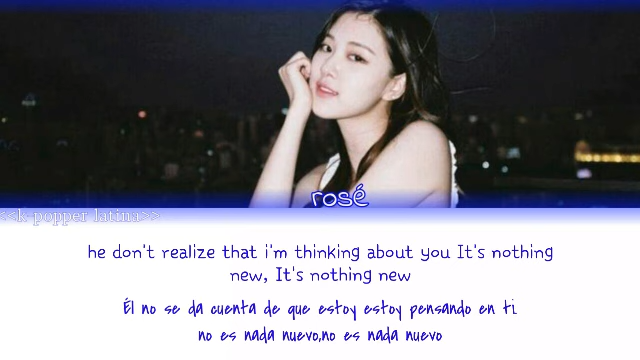 rosé
<<k-popper latina>>
he don't realize that i'm thinking about you It's nothing
new, It's nothing new
Él no se da cuenta de que estoy estoy pensando en ti
no es nada nuevo,no es nada nuevo